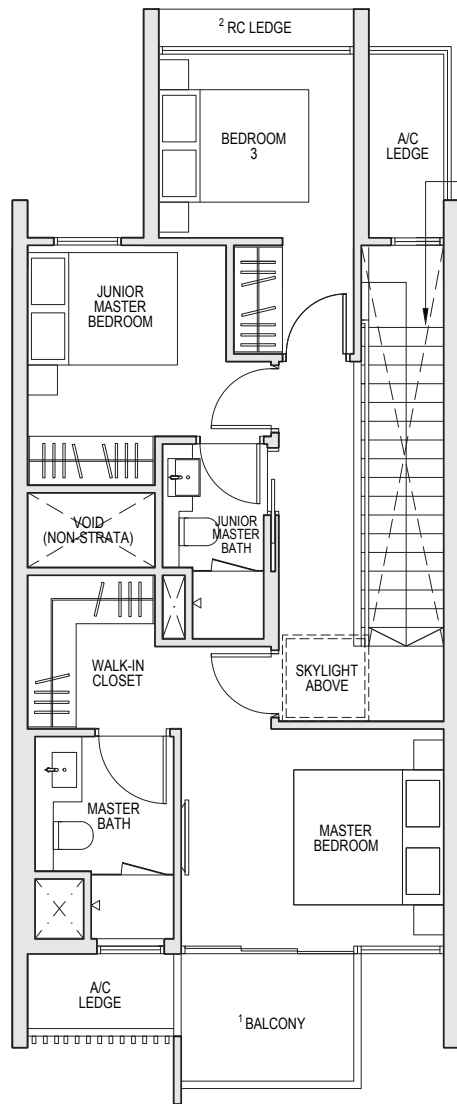 2 RC LEDGE
BEDROOM
3
A/C
LEDGE
JUNIOR
MASTER
BEDROOM
VOID
(NON-STRATA)
JUNIOR
MASTER
BATH
WALK-IN
CLOSET
SKYLIGHT
ABOVE
MASTER
BATH
MASTER
BEDROOM
A/C
LEDGE
1 BALCONY